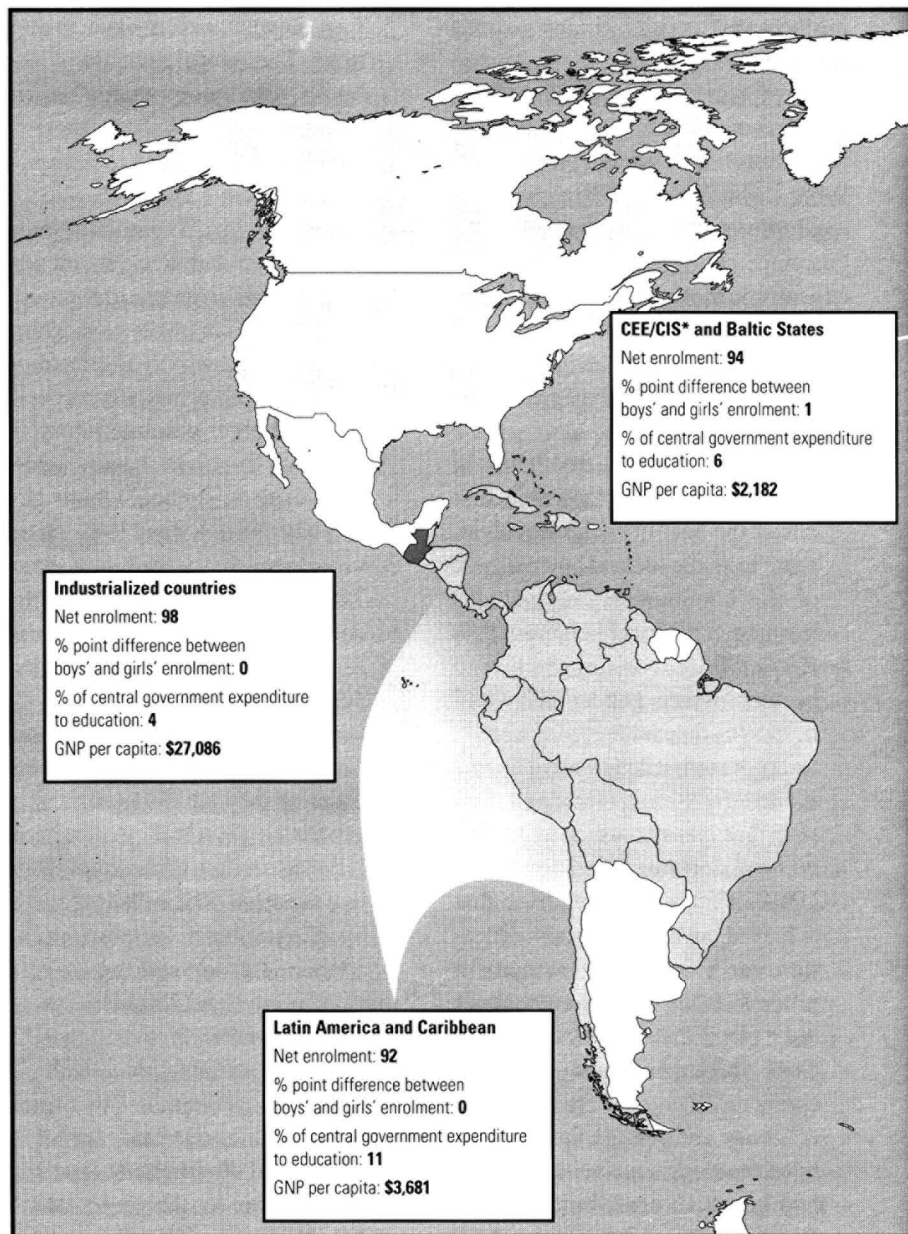 CEE/CIS* and Baltic States
Net enrolment: 94
% point difference between
boys' and girls' enrolment: 1
% of central government expenditure
to education: 6
GNP per capita: $2,182
Industrialized countries
Net enrolment: 98
% point difference between
boys' and girls' enrolment: 0
% of central government expenditure
to education: 4
GNP per capita: $27,086
Latin America and Caribbean
Net enrolment: 92
% point difference between
boys' and girls' enrolment: 0
% of central government expenditure
to education: 11
GNP per capita: $3,681